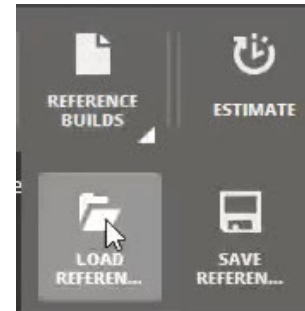 REFERENCE
BUILDS
ESTIMATE
e
LOAD
REFEREN...
SAVE
REFEREN...